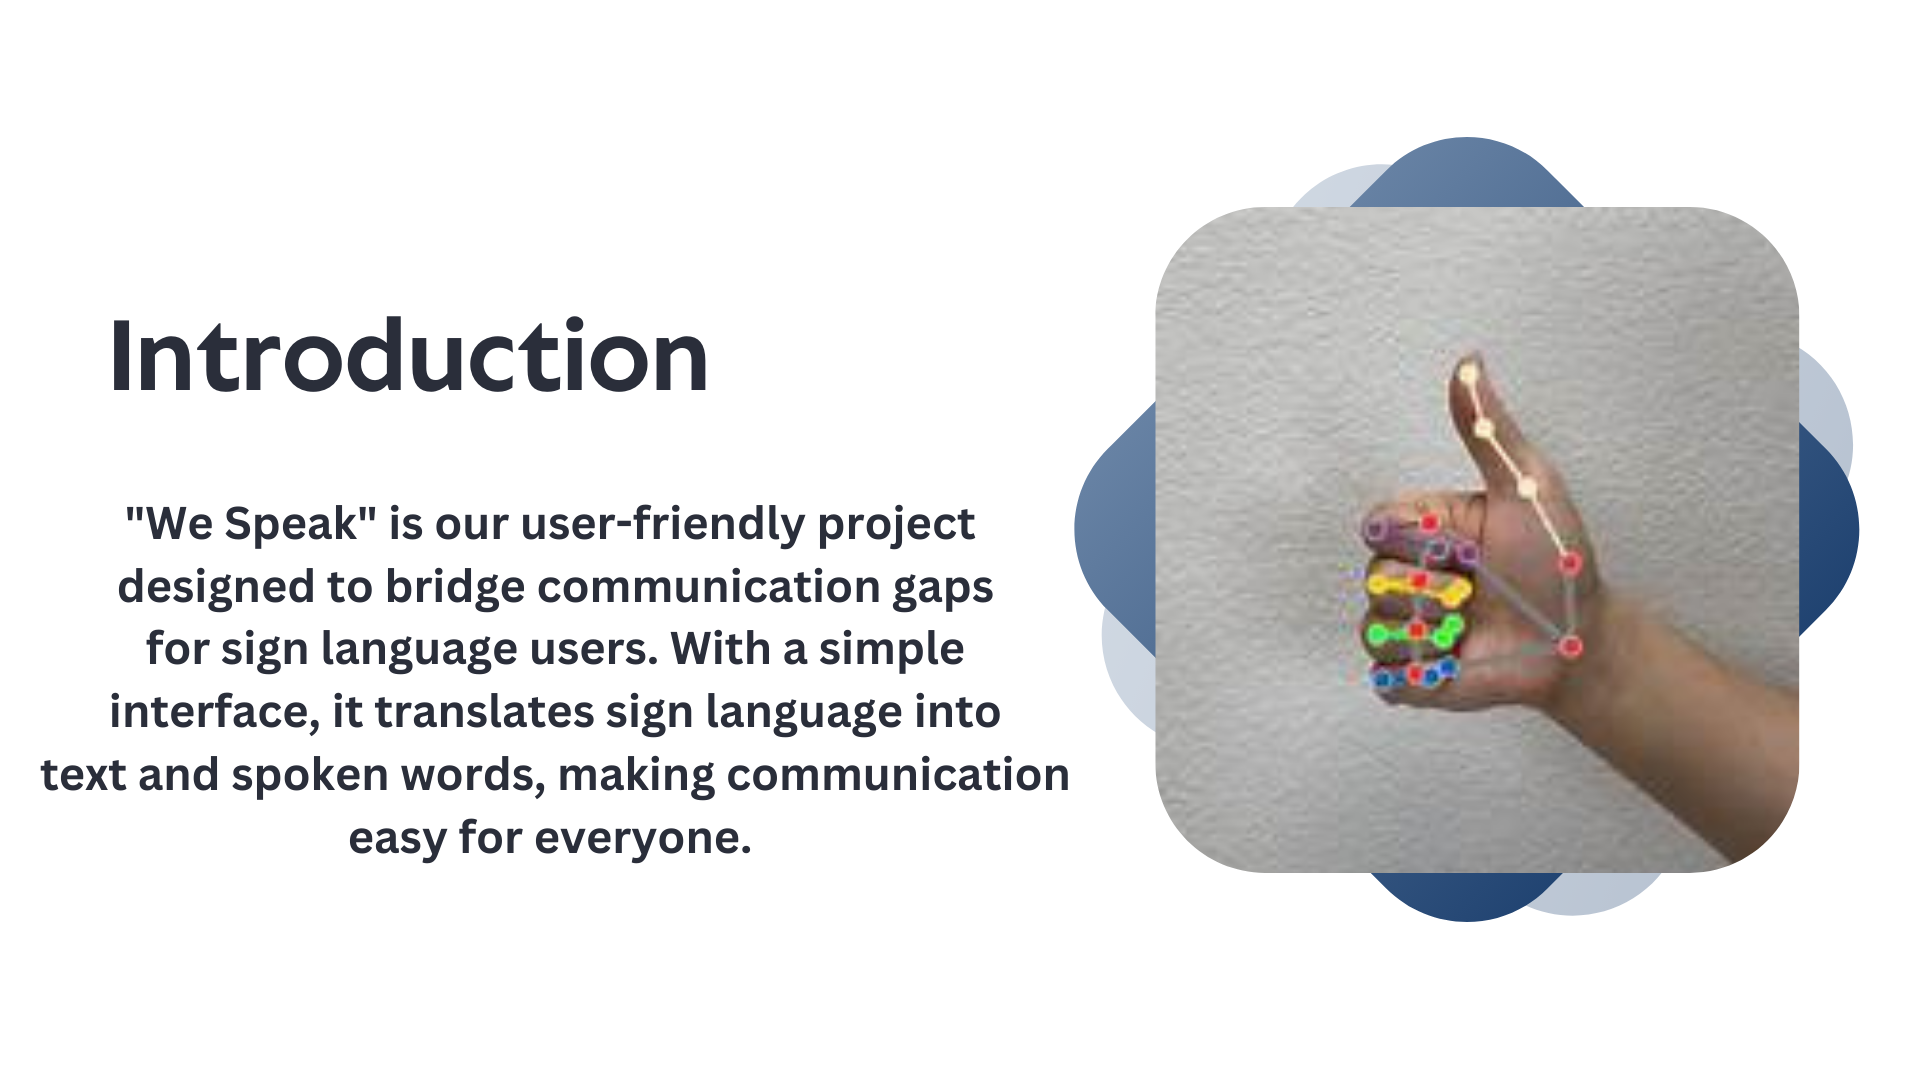 Introduction
"We Speak" is our user-friendly project
designed to bridge communication gaps
for sign language users. With a simple
interface, it translates sign language into
text and spoken words, making communication
easy for everyone.